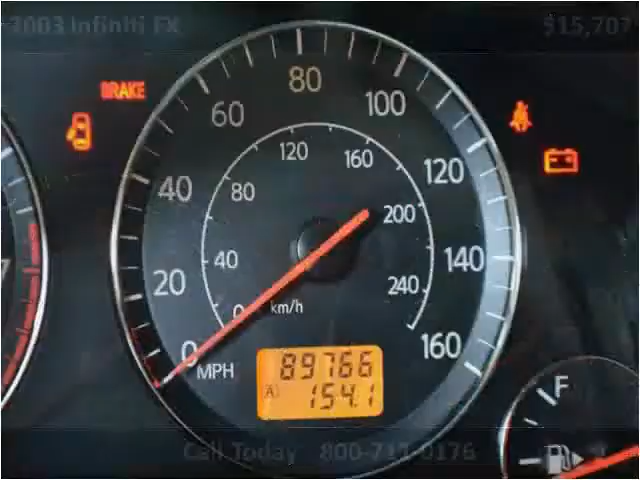 2003 Infiniti FX $15,707
BRAKE
80
60 100
120 160
40 80 120
200
20 40 140
240
0 km/h
0 MPH 160
89766
A 154.1
F
Call Today 800-711-0176